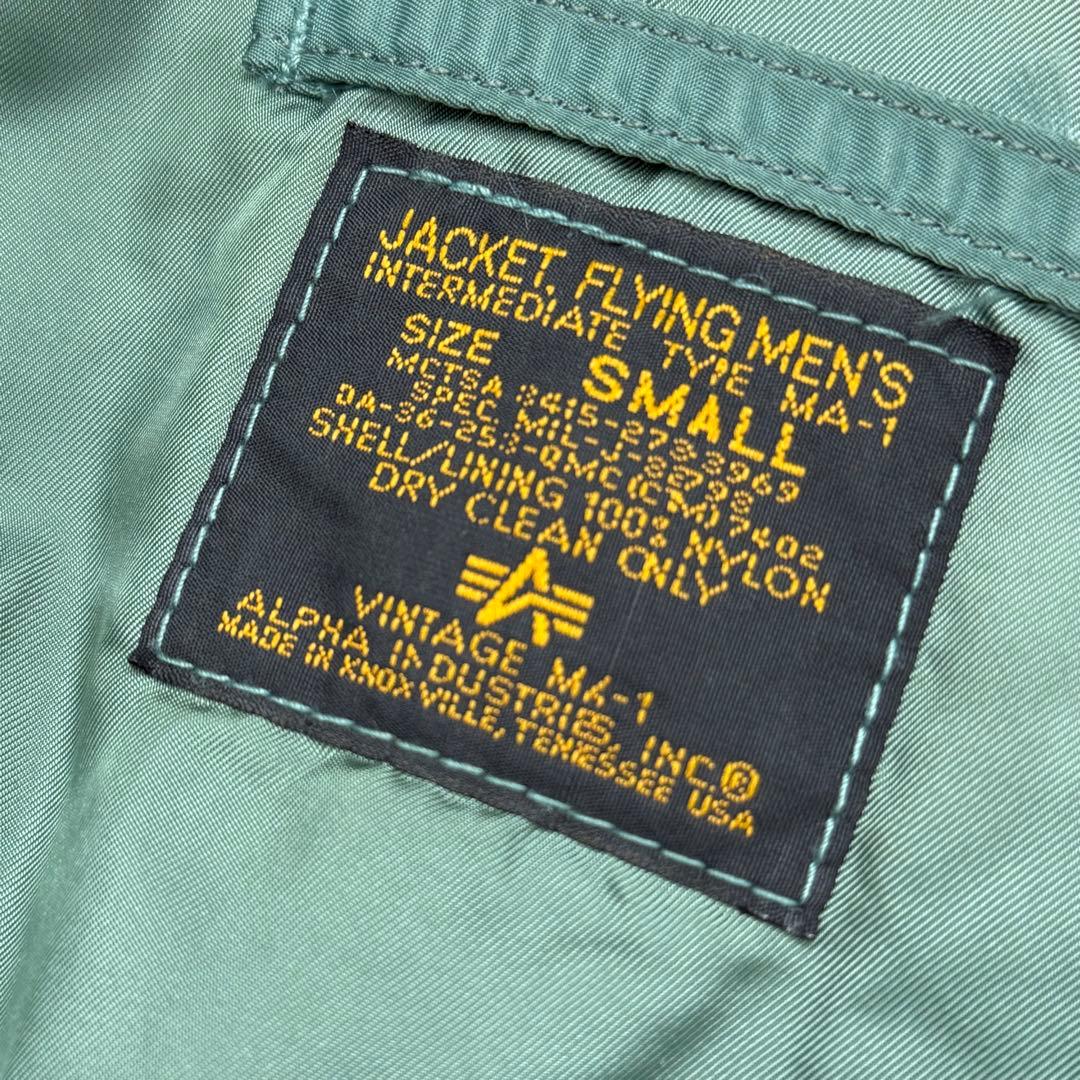 JACKET, FLYING MEN'S
INTERMEDIATE TYPE MA-1
SIZE SMALL
MCTSA 8415-273-3969
SPEC. MIL-J-8279B
DA-36-253-QMC (CM) 7402
SHELL/LINING 100% NYLON
DRY CLEAN ONLY
VINTAGE MA-1
ALPHA INDUSTRIES, INC.®
MADE IN KNOXVILLE, TENNESSEE USA